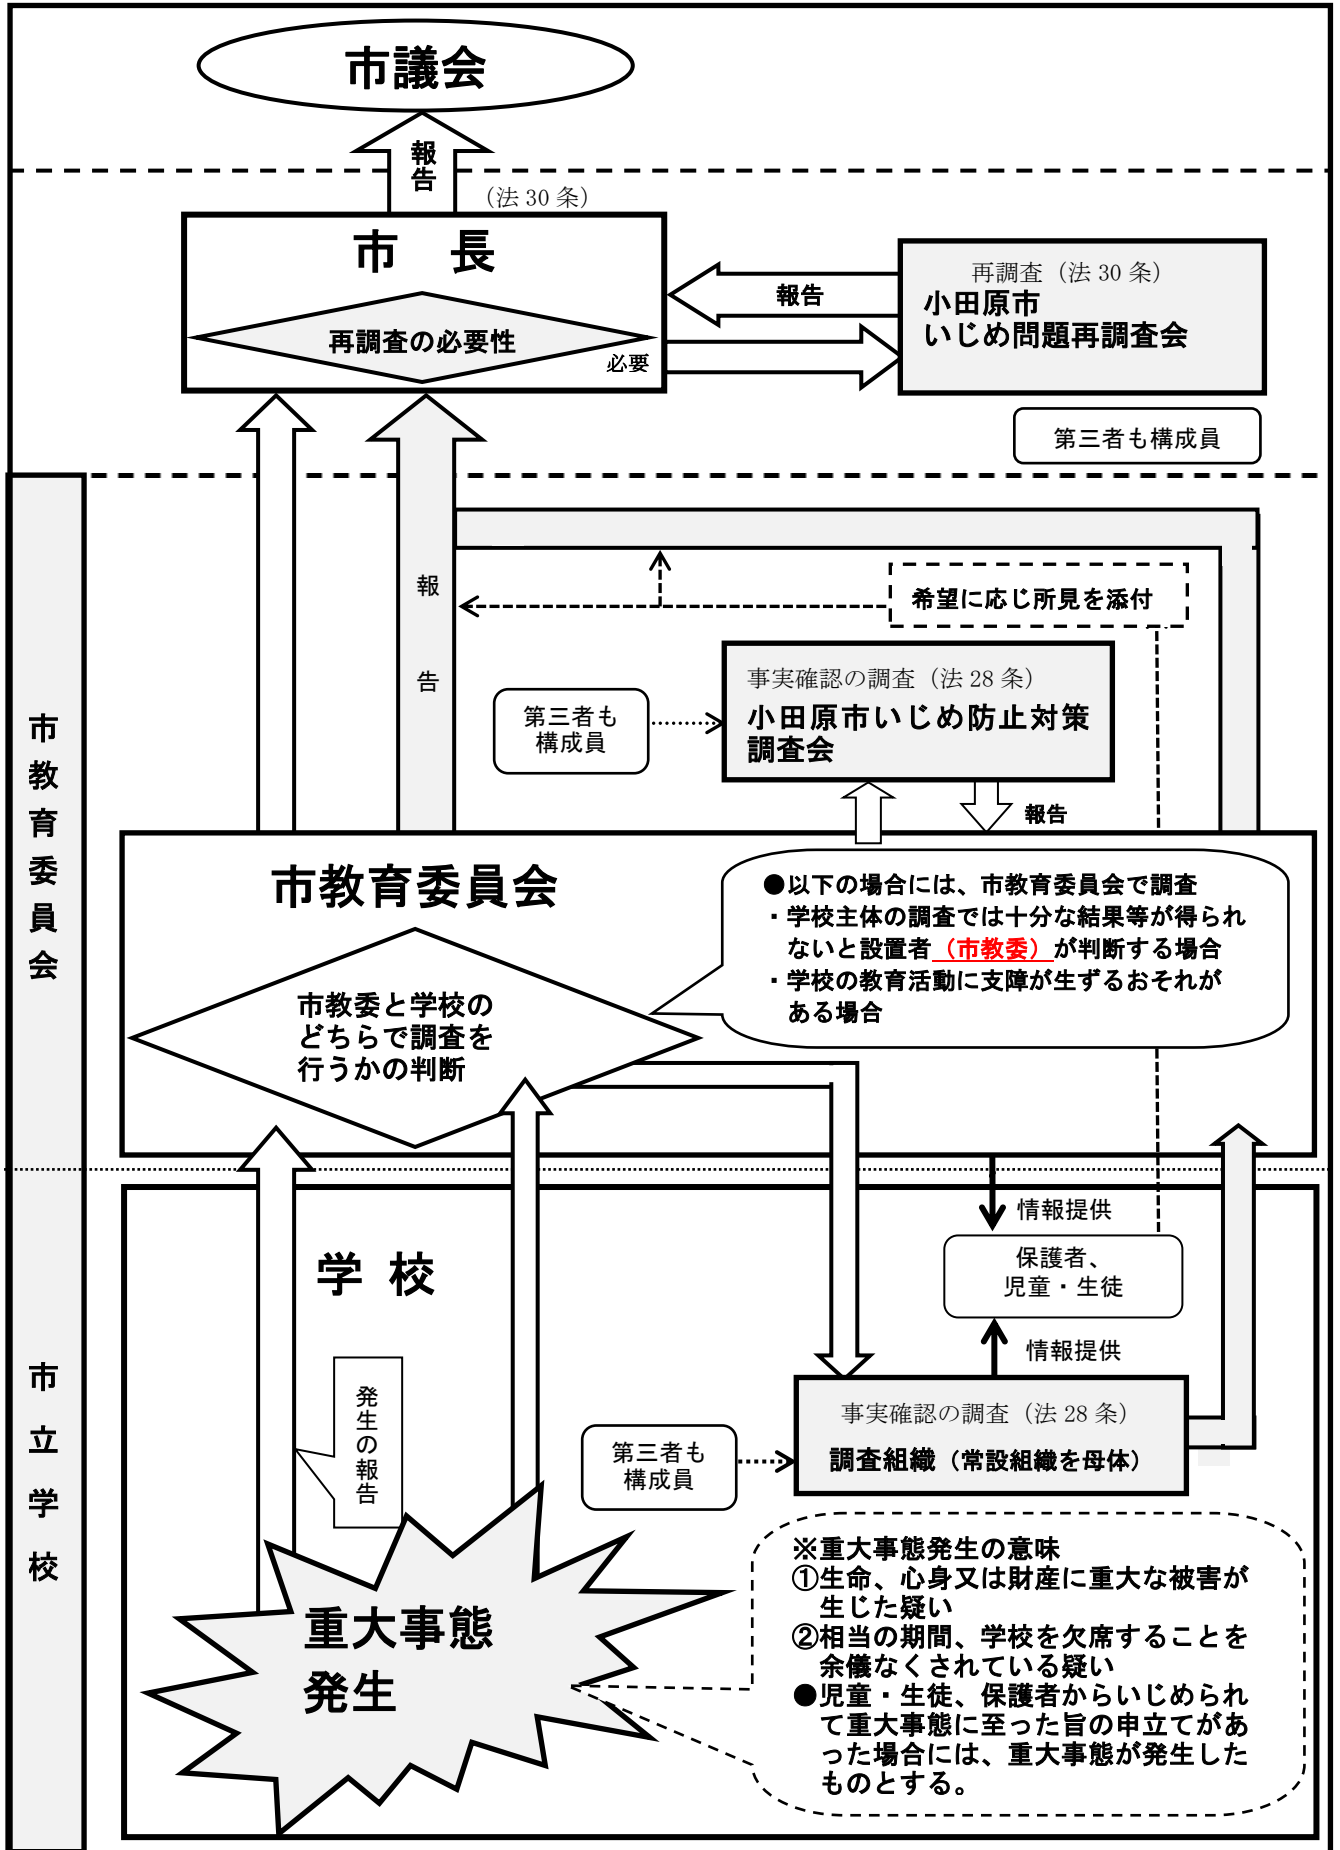 市議会
報告
（法 30 条）
市　長
再調査の必要性
必要
報告
再調査（法 30 条）
小田原市
いじめ問題再調査会
第三者も構成員
報
告
希望に応じ所見を添付
事実確認の調査（法 28 条）
小田原市いじめ防止対策
調査会
第三者も
構成員
報告
市教育委員会
市教育委員会
●以下の場合には、市教育委員会で調査
・学校主体の調査では十分な結果等が得られ
ないと設置者（市教委）が判断する場合
・学校の教育活動に支障が生ずるおそれが
ある場合
市教委と学校の
どちらで調査を
行うかの判断
市立学校
学 校
情報提供
保護者、
児童・生徒
情報提供
発生の報告
事実確認の調査（法 28 条）
調査組織（常設組織を母体）
第三者も
構成員
重大事態
発生
※重大事態発生の意味
①生命、心身又は財産に重大な被害が
生じた疑い
②相当の期間、学校を欠席することを
余儀なくされている疑い
●児童・生徒、保護者からいじめられ
て重大事態に至った旨の申立てがあ
った場合には、重大事態が発生した
ものとする。